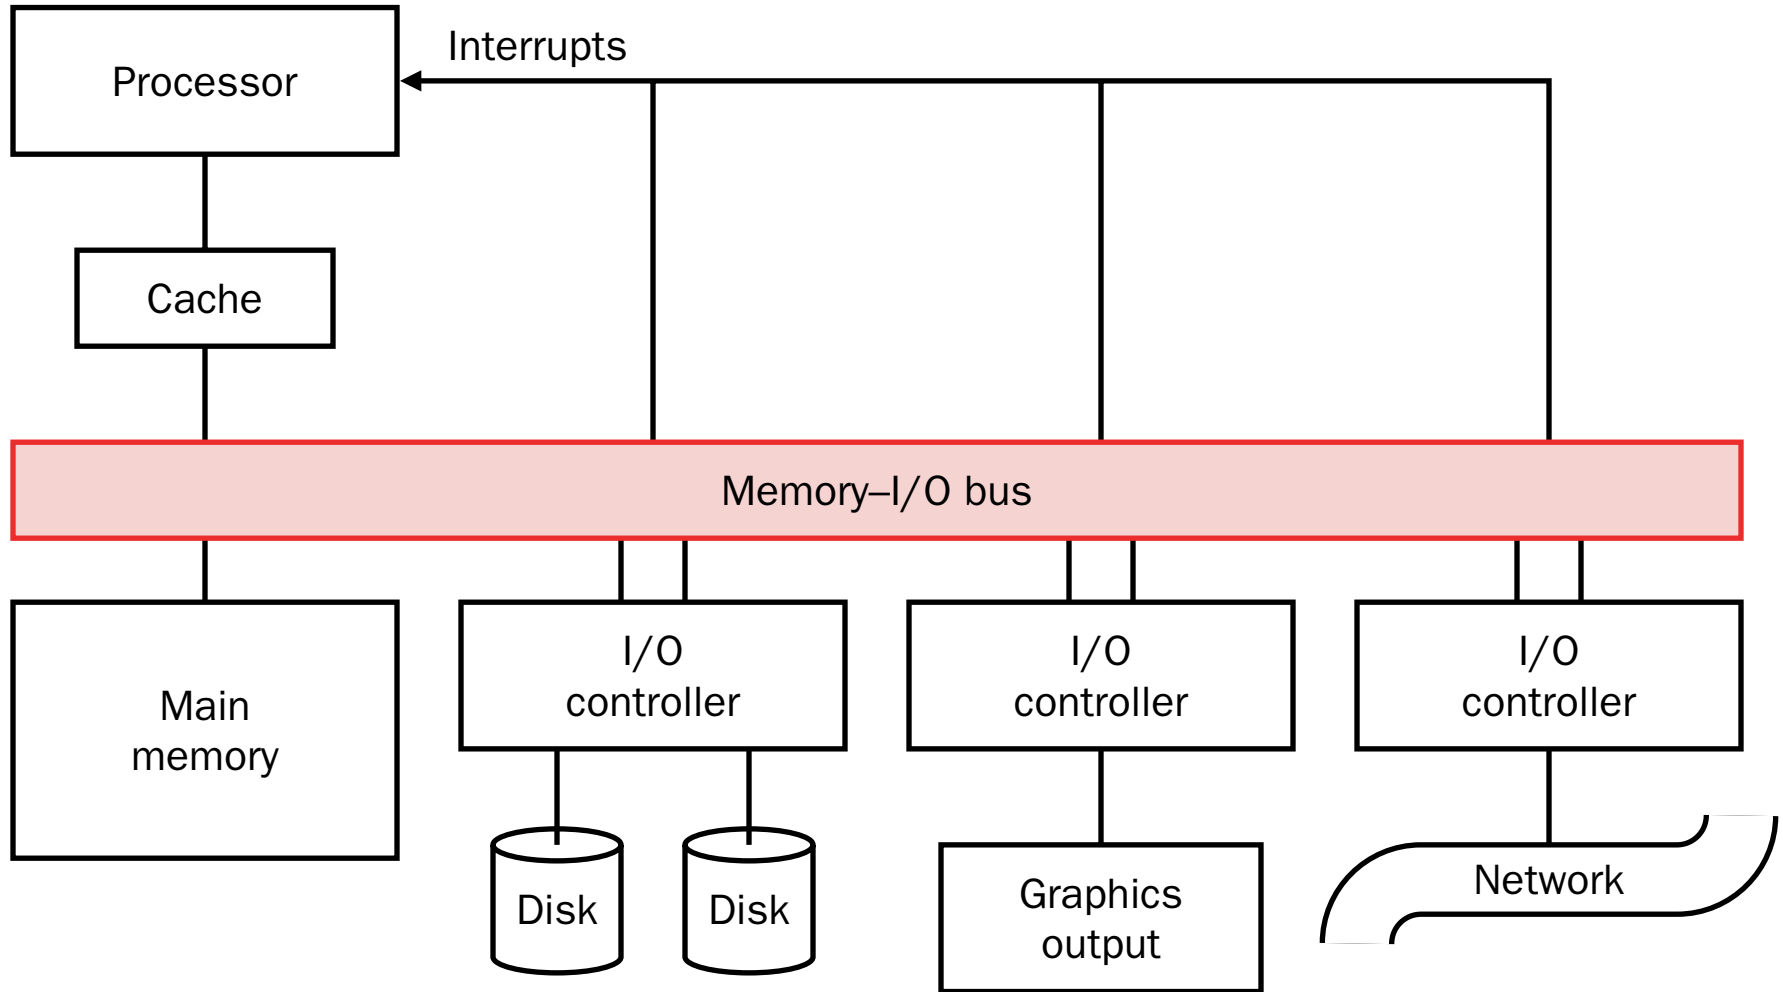 Interrupts
Processor
Cache
Memory–I/O bus
Main
memory
I/O
controller
I/O
controller
I/O
controller
Disk
Disk
Graphics
output
Network